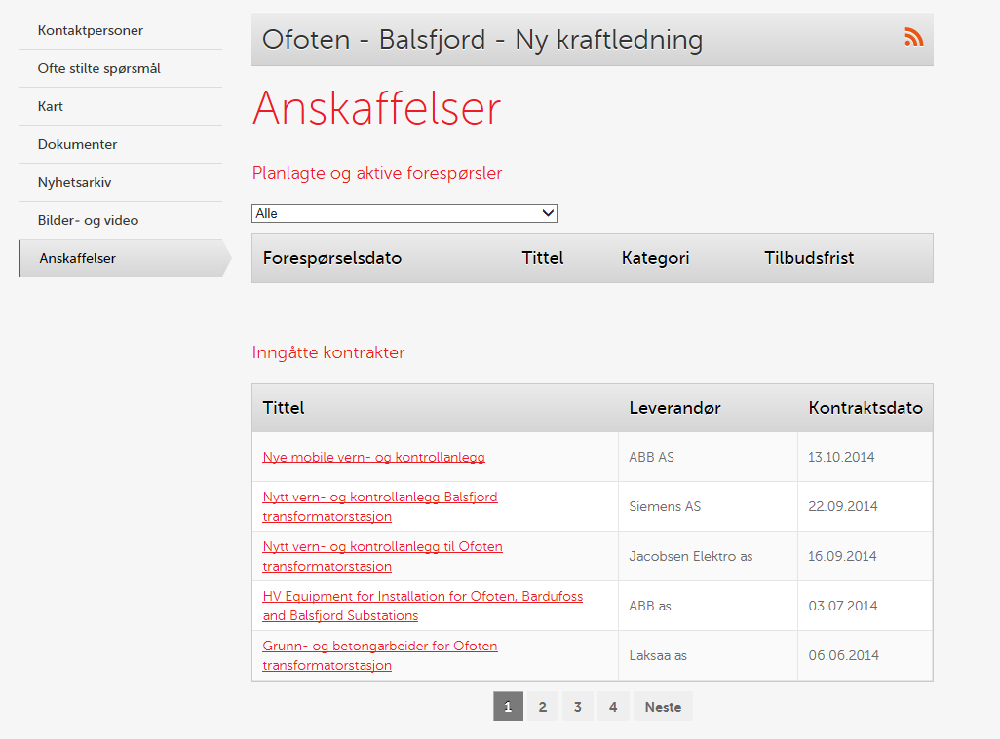 Kontaktpersoner
Ofte stilte spørsmål
Kart
Dokumenter
Nyhetsarkiv
Bilder- og video
Anskaffelser
Ofoten - Balsfjord - Ny kraftledning
Anskaffelser
Planlagte og aktive forespørsler
Alle
Forespørselsdato Tittel Kategori Tilbudsfrist
Inngåtte kontrakter
Tittel Leverandør Kontraktsdato
Nye mobile vern- og kontrollanlegg ABB AS 13.10.2014
Nytt vern- og kontrollanlegg Balsfjord
transformatorstasjon Siemens AS 22.09.2014
Nytt vern- og kontrollanlegg til Ofoten
transformatorstasjon Jacobsen Elektro as 16.09.2014
HV Equipment for Installation for Ofoten, Bardufoss
and Balsfjord Substations ABB as 03.07.2014
Grunn- og betongarbeider for Ofoten
transformatorstasjon Laksaa as 06.06.2014
1 2 3 4 Neste